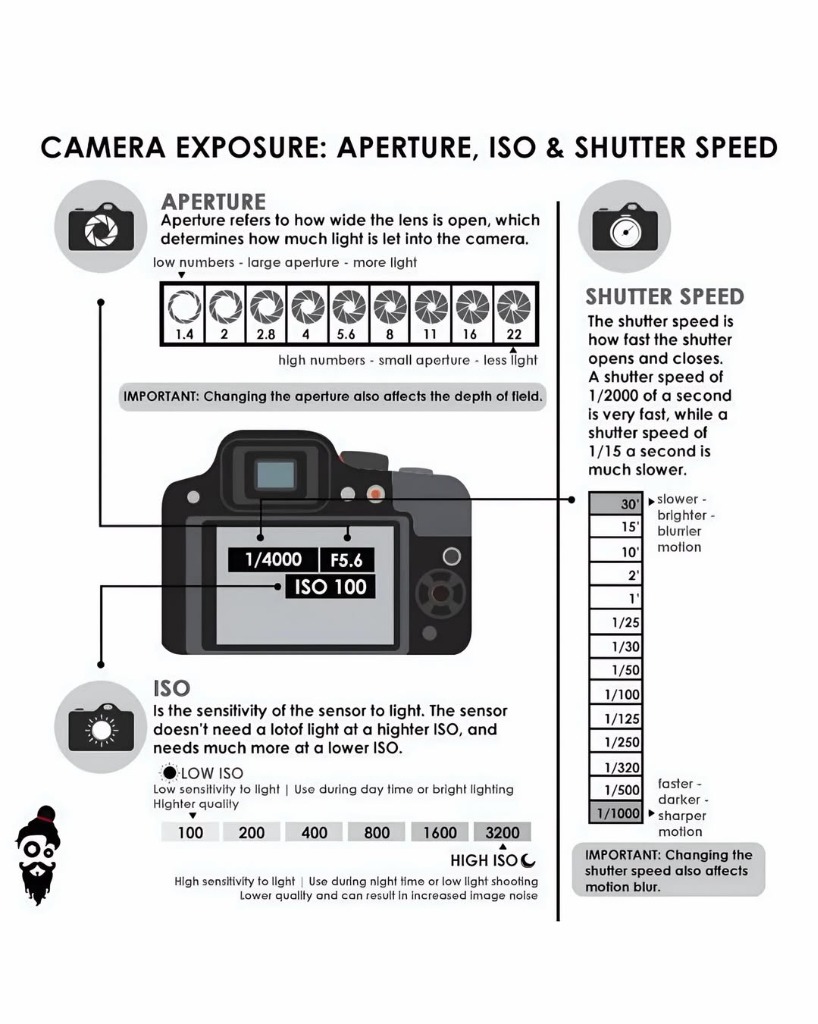 CAMERA EXPOSURE: APERTURE, ISO & SHUTTER SPEED
APERTURE
Aperture refers to how wide the lens is open, which
determines how much light is let into the camera.
low numbers - large aperture - more light
1.4 2 2.8 4 5.6 8 11 16 22
high numbers - small aperture - less light
IMPORTANT: Changing the aperture also affects the depth of field.
1/4000 F5.6
ISO 100
ISO
Is the sensitivity of the sensor to light. The sensor
doesn't need a lotof light at a highter ISO, and
needs much more at a lower ISO.
LOW ISO
Low sensitivity to light | Use during day time or bright lighting
Highter quality
100 200 400 800 1600 3200
HIGH ISO
High sensitivity to light | Use during night time or low light shooting
Lower quality and can result in increased image noise
SHUTTER SPEED
The shutter speed is
how fast the shutter
opens and closes.
A shutter speed of
1/2000 of a second
is very fast, while a
shutter speed of
1/15 a second is
much slower.
30'
15'
10'
2'
1'
1/25
1/30
1/50
1/100
1/125
1/250
1/320
1/500
1/1000
slower -
brighter -
blurrier
motion
faster -
darker -
sharper
motion
IMPORTANT: Changing the
shutter speed also affects
motion blur.